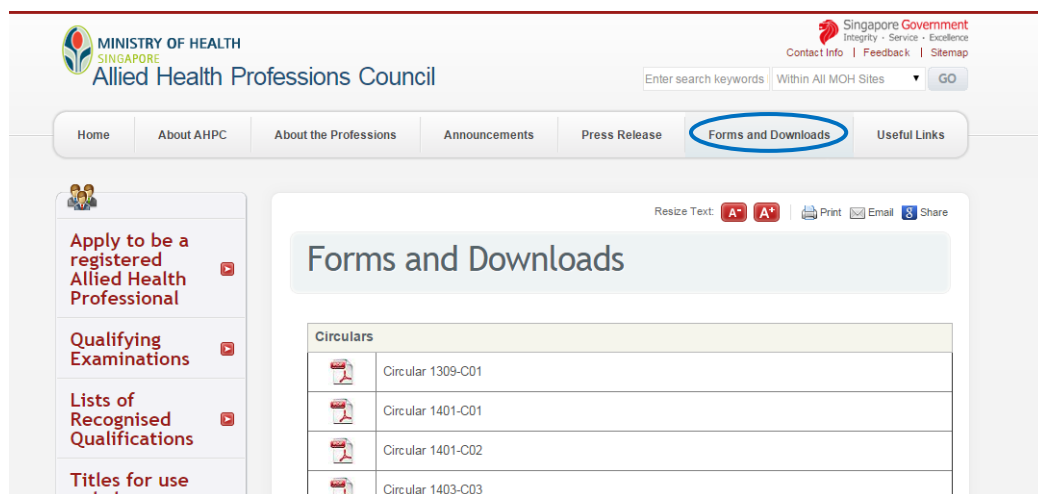 MINISTRY OF HEALTH
SINGAPORE
Allied Health Professions Council
Singapore Government
Integrity · Service · Excellence
Contact Info | Feedback | Sitemap
Enter search keywords Within All MOH Sites GO
Home About AHPC About the Professions Announcements Press Release Forms and Downloads Useful Links
Resize Text: A- A+ Print Email Share
Apply to be a
registered
Allied Health
Professional
Qualifying
Examinations
Lists of
Recognised
Qualifications
Titles for use
Forms and Downloads
Circulars
Circular 1309-C01
Circular 1401-C01
Circular 1401-C02
Circular 1403-C03